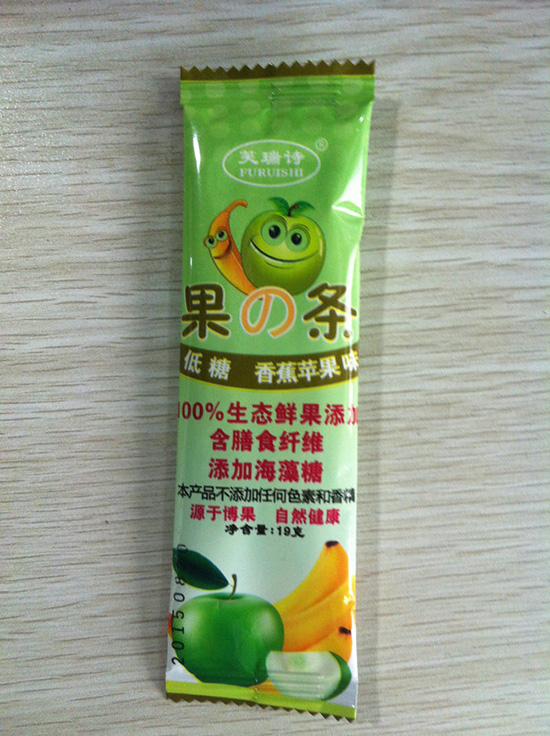 芙瑞诗®
FURUISHI
果の条
低糖 香蕉苹果味
100%生态鲜果添加
含膳食纤维
添加海藻糖
本产品不添加任何色素和香精
源于博果 自然健康
净含量:19克
2015080